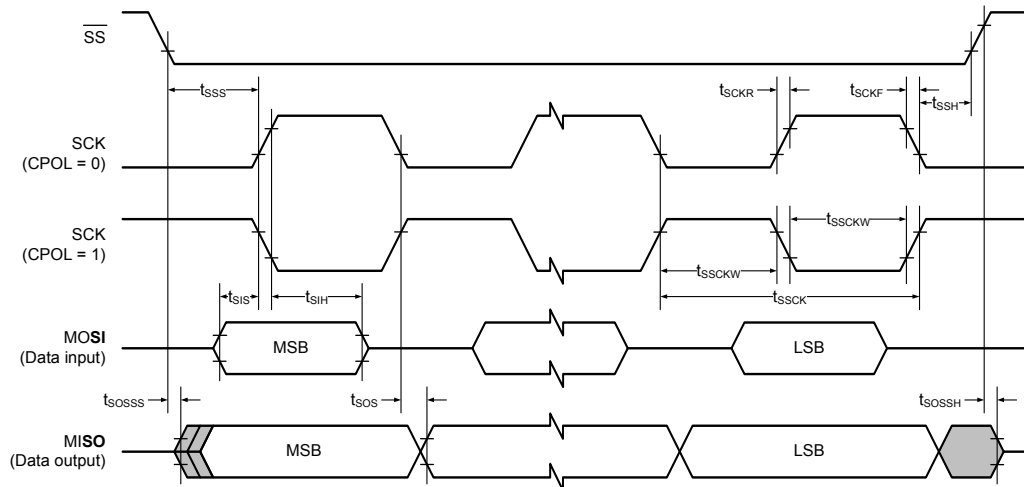 SS
tSSS
tSCKR
tSCKF
tSSH
SCK
(CPOL = 0)
SCK
(CPOL = 1)
tSSCKW
tSSCKW
tSSCK
tSIS
tSIH
MOSI
(Data input)
MSB
LSB
tSOSSS
tSOS
tSOSSH
MISO
(Data output)
MSB
LSB